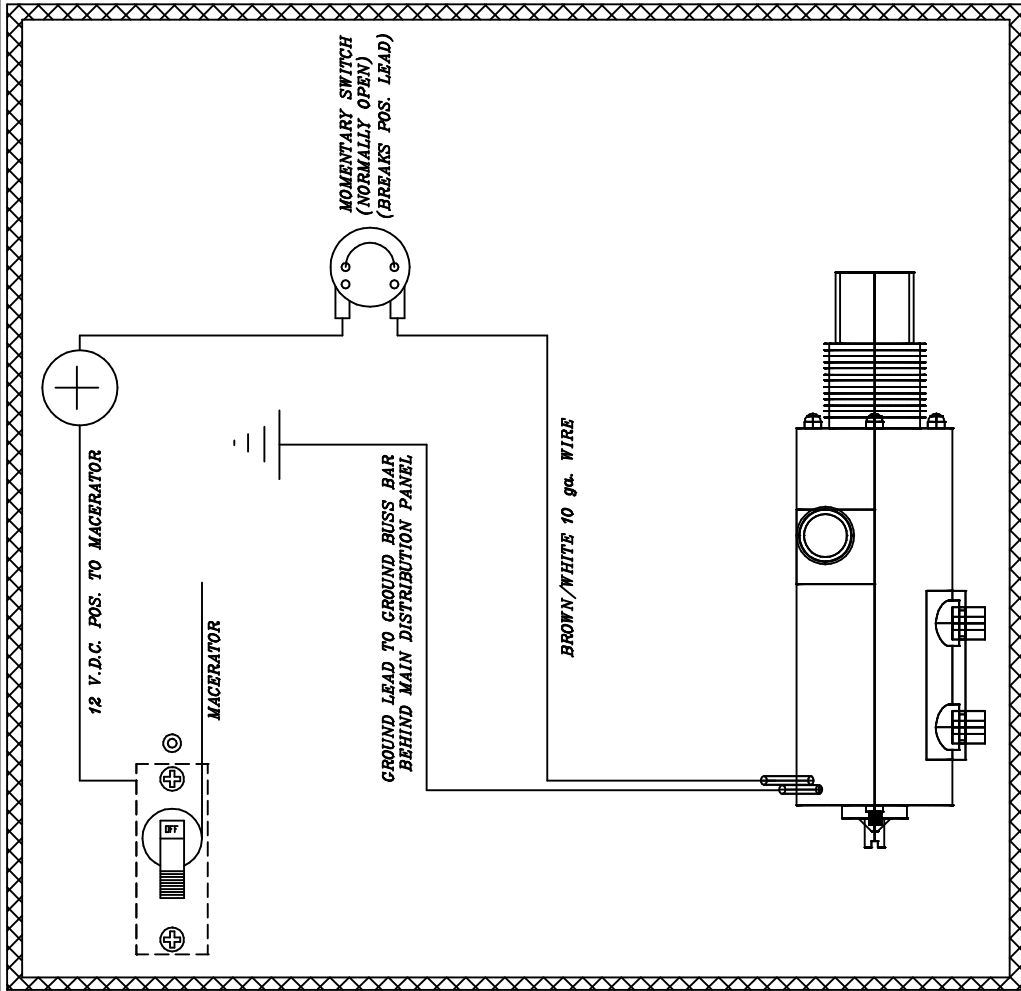 MOMENTARY SWITCH
(NORMALLY OPEN)
(BREAKS POS. LEAD)
12 V.D.C. POS. TO MACERATOR
MACERATOR
OFF
GROUND LEAD TO GROUND BUSS BAR
BEHIND MAIN DISTRIBUTION PANEL
BROWN/WHITE 10 ga. WIRE